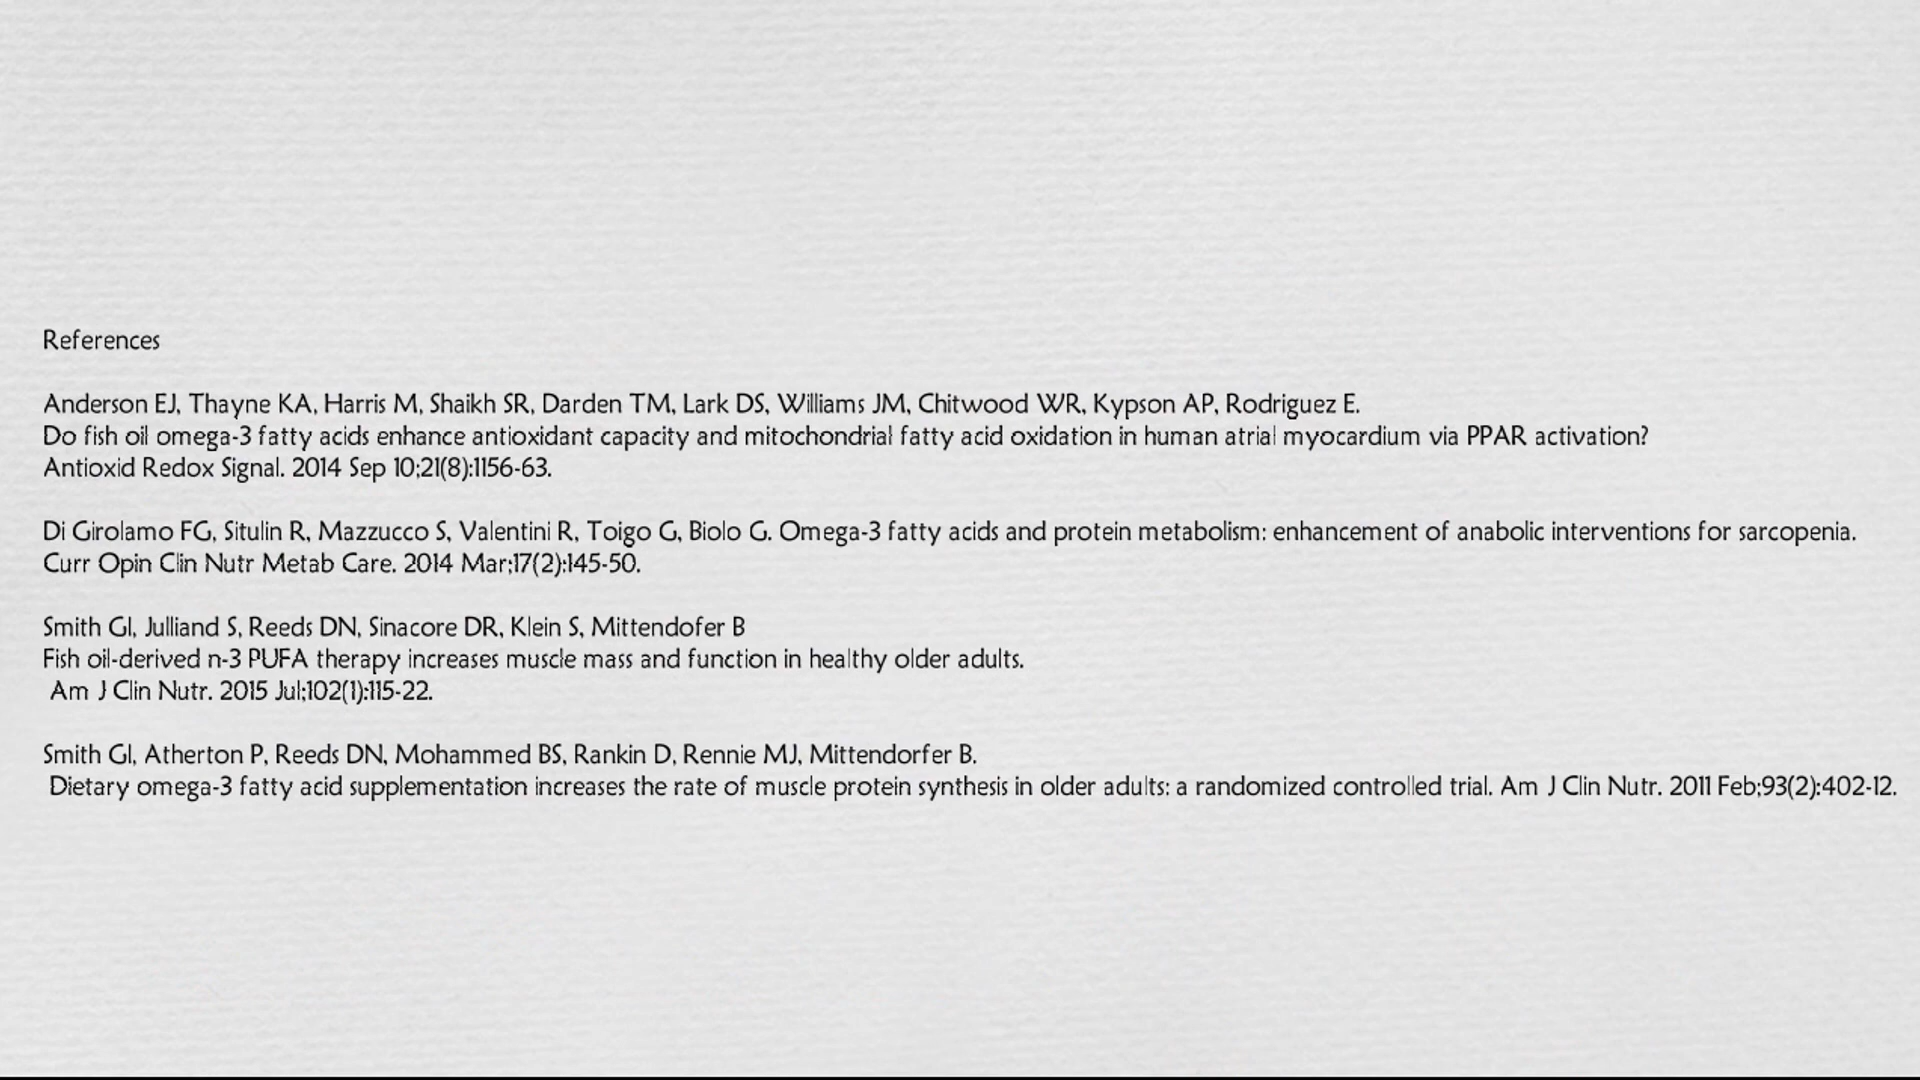 References
Anderson EJ, Thayne KA, Harris M, Shaikh SR, Darden TM, Lark DS, Williams JM, Chitwood WR, Kypson AP, Rodriguez E.
Do fish oil omega-3 fatty acids enhance antioxidant capacity and mitochondrial fatty acid oxidation in human atrial myocardium via PPAR activation?
Antioxid Redox Signal. 2014 Sep 10;21(8):1156-63.
Di Girolamo FG, Situlin R, Mazzucco S, Valentini R, Toigo G, Biolo G. Omega-3 fatty acids and protein metabolism: enhancement of anabolic interventions for sarcopenia.
Curr Opin Clin Nutr Metab Care. 2014 Mar;17(2):145-50.
Smith GI, Julliand S, Reeds DN, Sinacore DR, Klein S, Mittendofer B
Fish oil-derived n-3 PUFA therapy increases muscle mass and function in healthy older adults.
Am J Clin Nutr. 2015 Jul;102(1):115-22.
Smith GI, Atherton P, Reeds DN, Mohammed BS, Rankin D, Rennie MJ, Mittendorfer B.
Dietary omega-3 fatty acid supplementation increases the rate of muscle protein synthesis in older adults: a randomized controlled trial. Am J Clin Nutr. 2011 Feb;93(2):402-12.